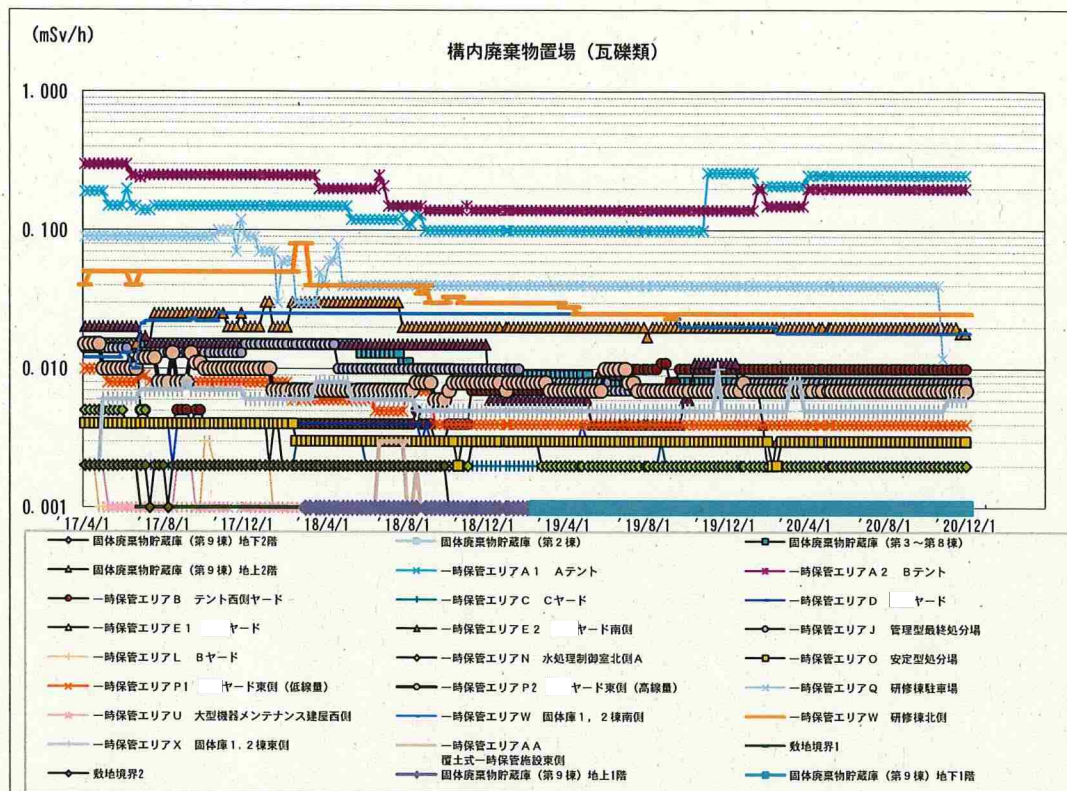 (mSv/h)
構内廃棄物置場（瓦礫類）
1.000
0.100
0.010
0.001
'17/4/1 '17/8/1 '17/12/1 '18/4/1 '18/8/1 '18/12/1 '19/4/1 '19/8/1 '19/12/1 '20/4/1 '20/8/1 '20/12/1
固体廃棄物貯蔵庫（第9棟）地下2階 固体廃棄物貯蔵庫（第2棟） 固体廃棄物貯蔵庫（第3～第8棟）
固体廃棄物貯蔵庫（第9棟）地上2階 一時保管エリアA1 Aテント 一時保管エリアA2 Bテント
一時保管エリアB テント西側ヤード 一時保管エリアC Cヤード 一時保管エリアD ヤード
一時保管エリアE1 ヤード 一時保管エリアE2 ヤード南側 一時保管エリアJ 管理型最終処分場
一時保管エリアL Bヤード 一時保管エリアN 水処理制御室北側A 一時保管エリアO 安定型処分場
一時保管エリアP1 ヤード東側（低線量） 一時保管エリアP2 ヤード東側（高線量） 一時保管エリアQ 研修棟駐車場
一時保管エリアU 大型機器メンテナンス建屋西側 一時保管エリアW 固体庫1，2棟南側 一時保管エリアW 研修棟北側
一時保管エリアX 固体庫1，2棟東側 一時保管エリアAA 敷地境界1
覆土式一時保管施設東側
敷地境界2 固体廃棄物貯蔵庫（第9棟）地上1階 固体廃棄物貯蔵庫（第9棟）地下1階